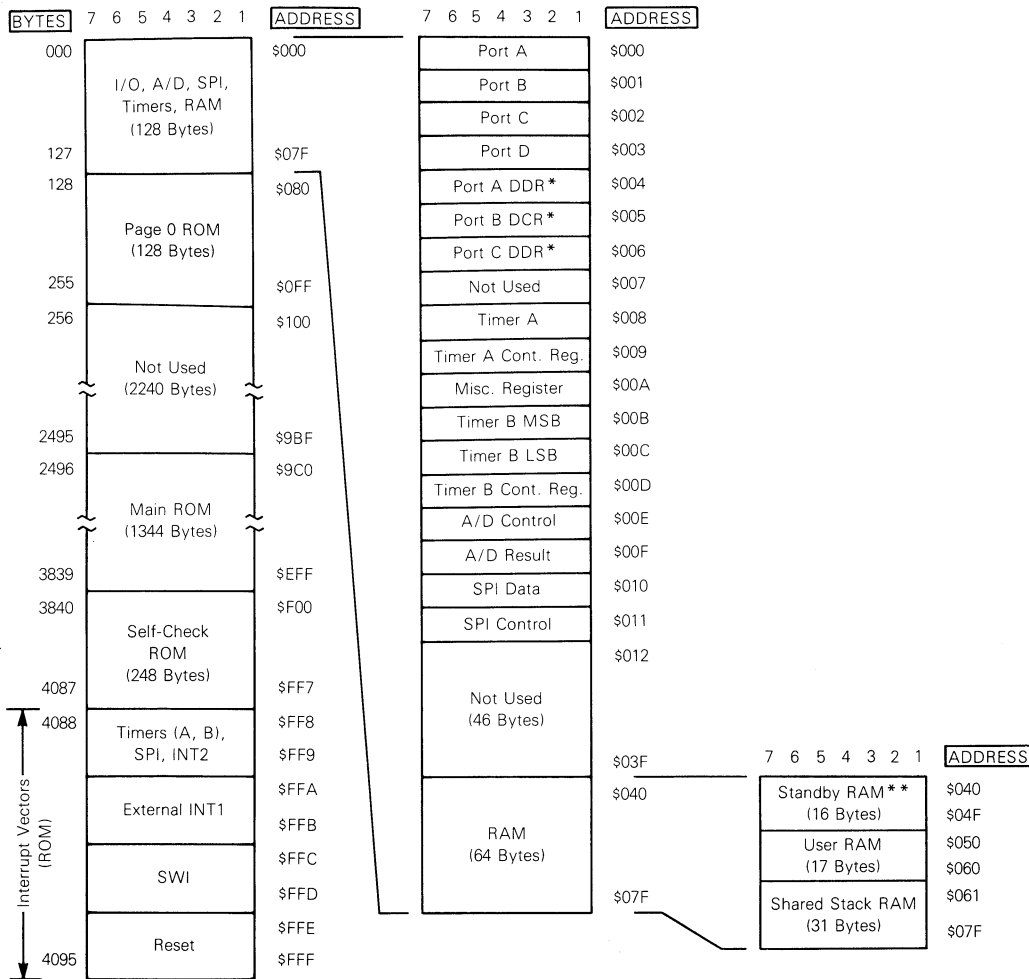 BYTES 7 6 5 4 3 2 1 ADDRESS
000 $000
I/O, A/D, SPI,
Timers, RAM
(128 Bytes)
127 $07F
128 $080
Page 0 ROM
(128 Bytes)
255 $0FF
256 $100
Not Used
(2240 Bytes)
2495 $9BF
2496 $9C0
Main ROM
(1344 Bytes)
3839 $EFF
3840 $F00
Self-Check
ROM
(248 Bytes)
4087 $FF7
4088 $FF8
Timers (A, B),
SPI, INT2
$FF9
$FFA
External INT1
$FFB
$FFC
SWI
$FFD
$FFE
Reset
4095 $FFF
Interrupt Vectors
(ROM)
7 6 5 4 3 2 1 ADDRESS
Port A $000
Port B $001
Port C $002
Port D $003
Port A DDR* $004
Port B DCR* $005
Port C DDR* $006
Not Used $007
Timer A $008
Timer A Cont. Reg. $009
Misc. Register $00A
Timer B MSB $00B
Timer B LSB $00C
Timer B Cont. Reg. $00D
A/D Control $00E
A/D Result $00F
SPI Data $010
SPI Control $011
$012
Not Used
(46 Bytes)
$03F
$040
RAM
(64 Bytes)
$07F
7 6 5 4 3 2 1 ADDRESS
Standby RAM** $040
(16 Bytes) $04F
User RAM $050
(17 Bytes) $060
$061
Shared Stack RAM
(31 Bytes)
$07F